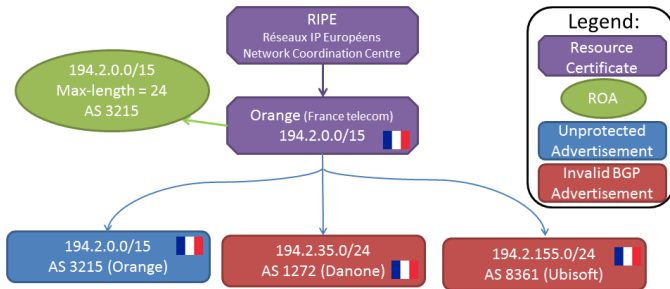 RIPE
Réseaux IP Européens
Network Coordination Centre
194.2.0.0/15
Max-length = 24
AS 3215
Orange (France telecom)
194.2.0.0/15
194.2.0.0/15
AS 3215 (Orange)
194.2.35.0/24
AS 1272 (Danone)
194.2.155.0/24
AS 8361 (Ubisoft)
Legend:
Resource
Certificate
ROA
Unprotected
Advertisement
Invalid BGP
Advertisement